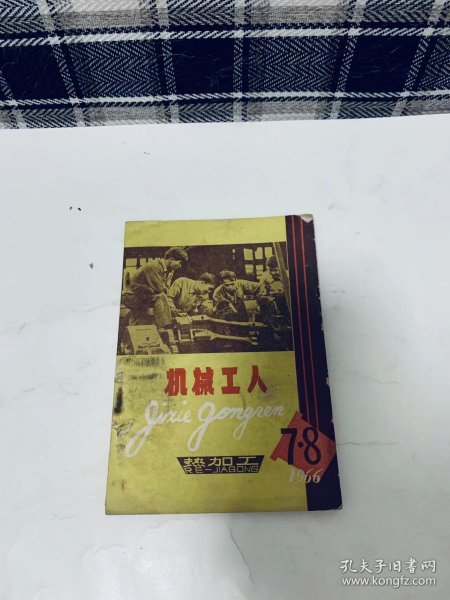 机械工人
Jixie Gongren
7·8
1966
热加工
RE-JIAGONG
孔夫子旧书网
www.kongfz.com